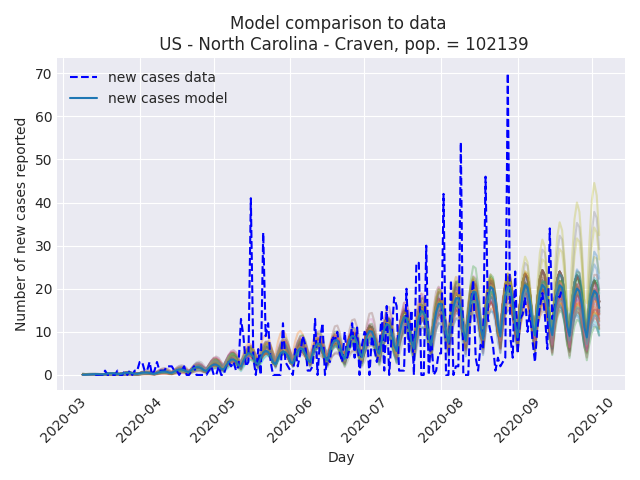 Model comparison to data
US - North Carolina - Craven, pop. = 102139
new cases data
new cases model
Number of new cases reported
70
60
50
40
30
20
10
0
2020-03
2020-04
2020-05
2020-06
2020-07
2020-08
2020-09
2020-10
Day